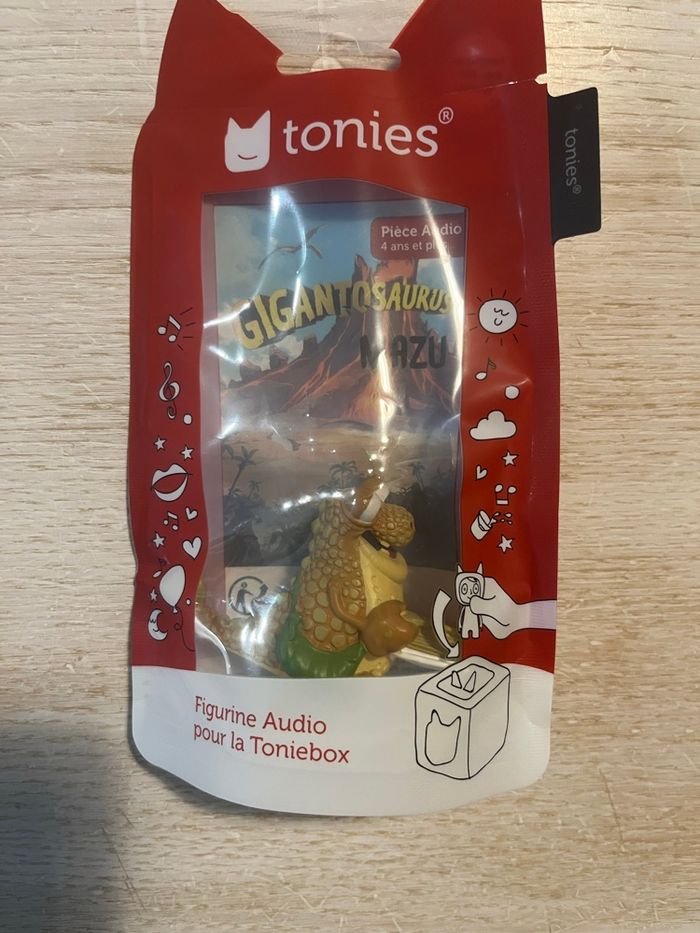 tonies®
tonies®
Pièce Audio
4 ans et plus
GIGANTOSAURUS
MAZU
Figurine Audio
pour la Toniebox